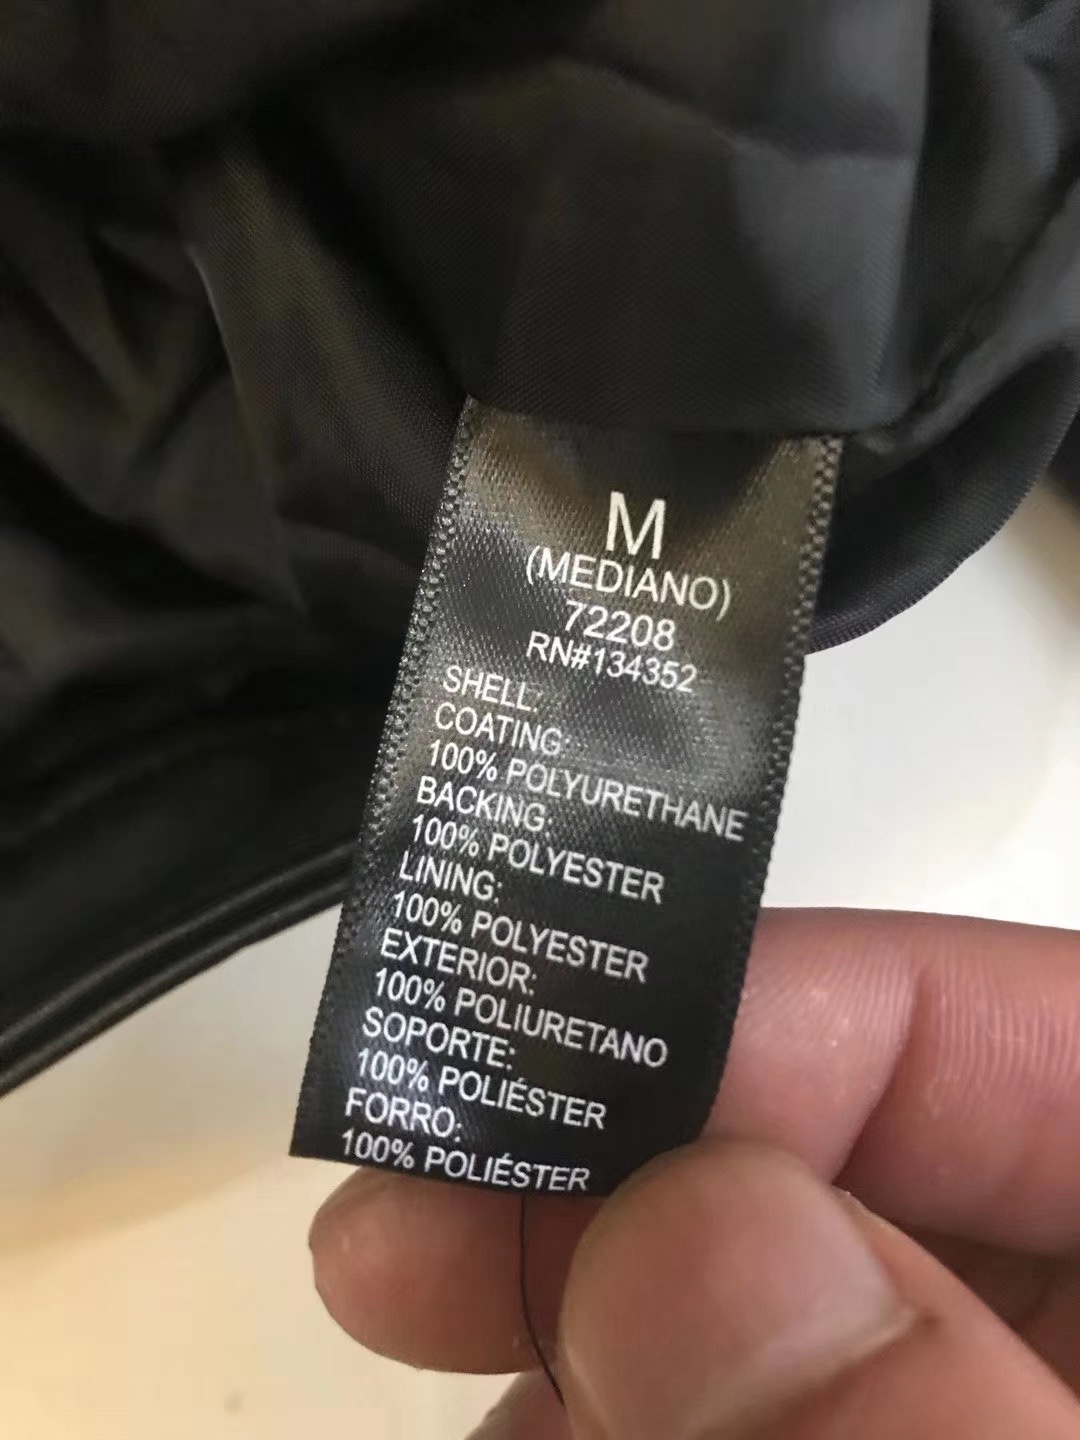 M
(MEDIANO)
72208
RN#134352
SHELL:
COATING:
100% POLYURETHANE
BACKING:
100% POLYESTER
LINING:
100% POLYESTER
EXTERIOR:
100% POLIURETANO
SOPORTE:
100% POLIÉSTER
FORRO:
100% POLIÉSTER